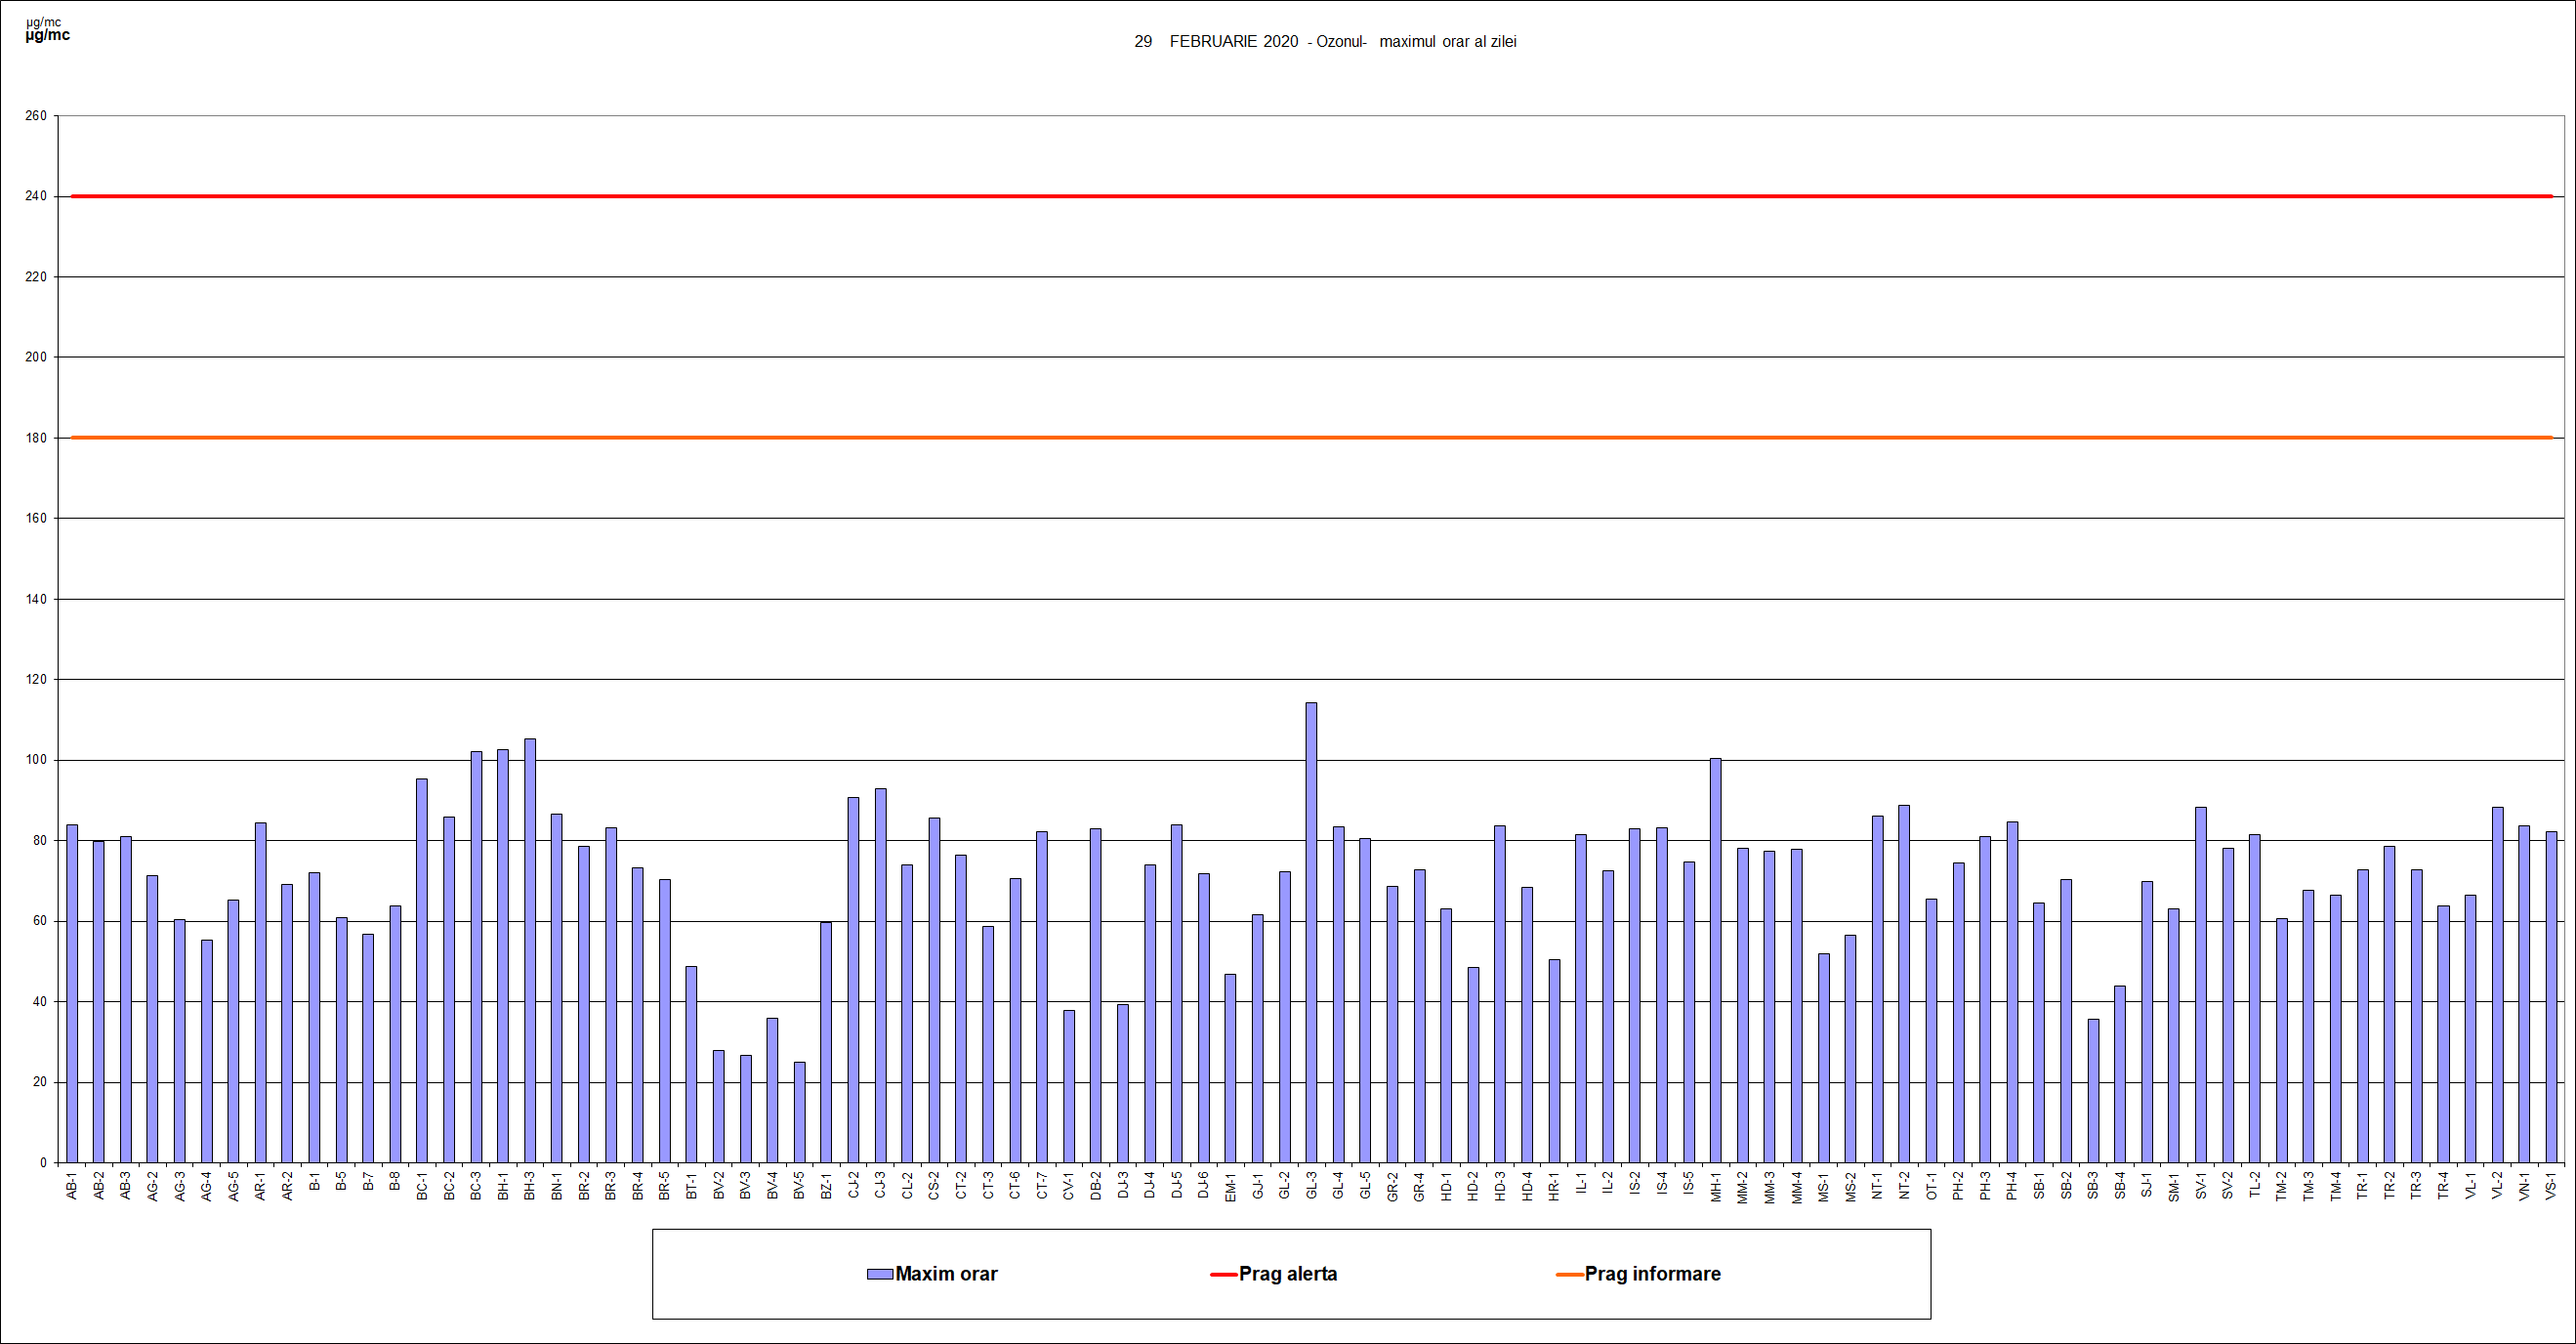 µg/mc
µg/mc
29 FEBRUARIE 2020 - Ozonul- maximul orar al zilei
260
240
220
200
180
160
140
120
100
80
60
40
20
0
AB-1 AB-2 AB-3 AG-2 AG-3 AG-4 AG-5 AR-1 AR-2 B-1 B-5 B-7 B-8 BC-1 BC-2 BC-3 BH-1 BH-3 BN-1 BR-2 BR-3 BR-4 BR-5 BT-1 BV-2 BV-3 BV-4 BV-5 BZ-1 CJ-2 CJ-3 CL-2 CS-2 CT-2 CT-3 CT-6 CT-7 CV-1 DB-2 DJ-3 DJ-4 DJ-5 DJ-6 EM-1 GJ-1 GL-2 GL-3 GL-4 GL-5 GR-2 GR-4 HD-1 HD-2 HD-3 HD-4 HR-1 IL-1 IL-2 IS-2 IS-4 IS-5 MH-1 MM-2 MM-3 MM-4 MS-1 MS-2 NT-1 NT-2 OT-1 PH-2 PH-3 PH-4 SB-1 SB-2 SB-3 SB-4 SJ-1 SM-1 SV-1 SV-2 TL-2 TM-2 TM-3 TM-4 TR-1 TR-2 TR-3 TR-4 VL-1 VL-2 VN-1 VS-1
Maxim orar Prag alerta Prag informare